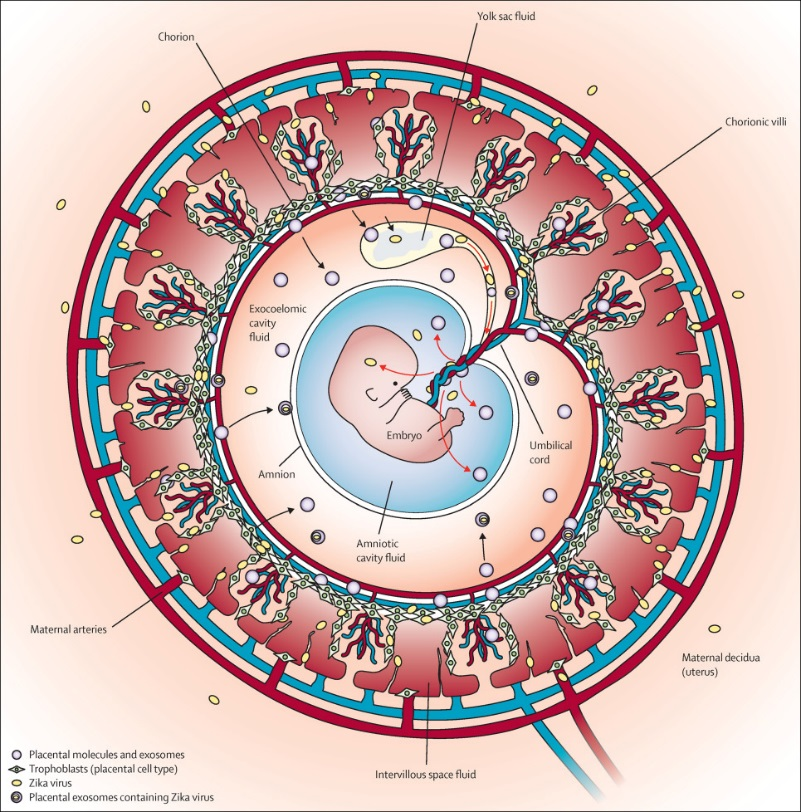 Yolk sac fluid
Chorion
Chorionic villi
Exocoelomic
cavity
fluid
Embryo
Umbilical
cord
Amnion
Amniotic
cavity fluid
Maternal arteries
Maternal decidua
(uterus)
Intervillous space fluid
Placental molecules and exosomes
Trophoblasts (placental cell type)
Zika virus
Placental exosomes containing Zika virus